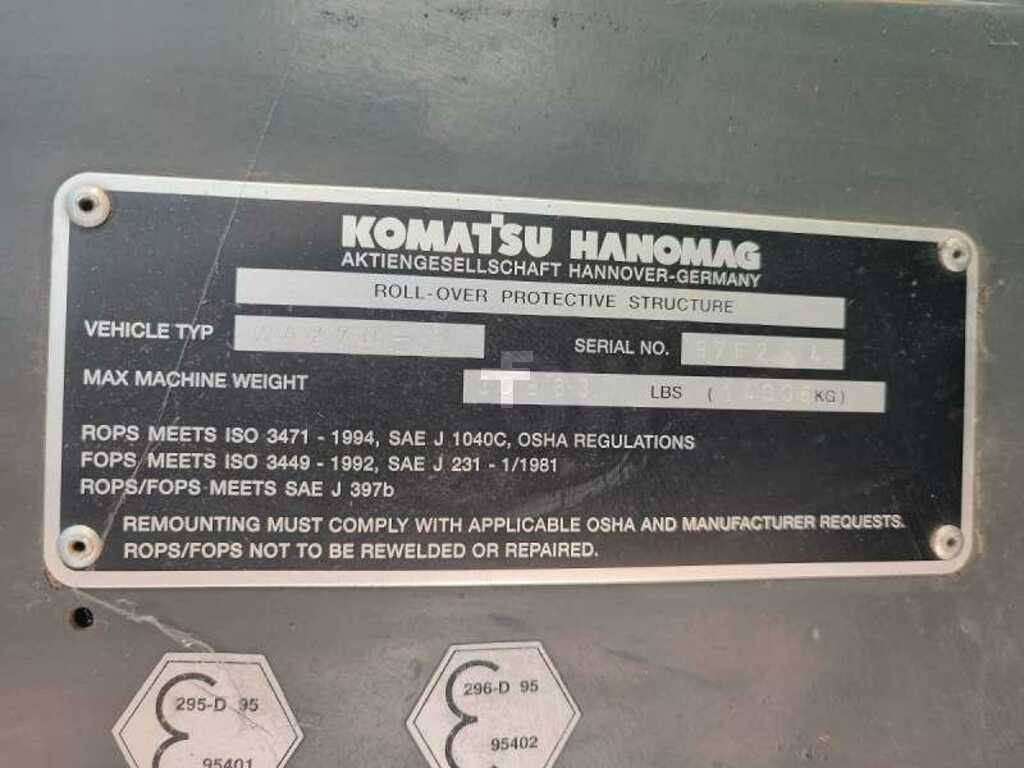 KOMATSU HANOMAG
AKTIENGESELLSCHAFT HANNOVER-GERMANY
ROLL-OVER PROTECTIVE STRUCTURE
VEHICLE TYP
SERIAL NO.
MAX MACHINE WEIGHT LBS ( KG)
ROPS MEETS ISO 3471 - 1994, SAE J 1040C, OSHA REGULATIONS
FOPS MEETS ISO 3449 - 1992, SAE J 231 - 1/1981
ROPS/FOPS MEETS SAE J 397b
REMOUNTING MUST COMPLY WITH APPLICABLE OSHA AND MANUFACTURER REQUESTS.
ROPS/FOPS NOT TO BE REWELDED OR REPAIRED.
295-D 95
296-D 95
95401
95402